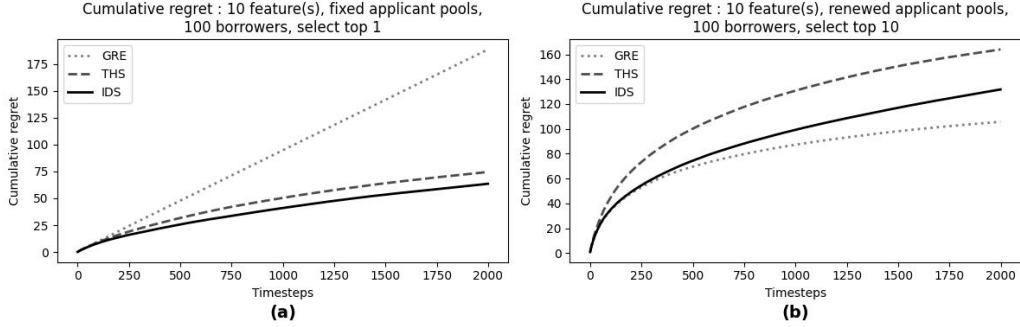 Cumulative regret : 10 feature(s), fixed applicant pools,
100 borrowers, select top 1
GRE
THS
IDS
Cumulative regret
175
150
125
100
75
50
25
0
0 250 500 750 1000 1250 1500 1750 2000
Timesteps
(a)
Cumulative regret : 10 feature(s), renewed applicant pools,
100 borrowers, select top 10
GRE
THS
IDS
Cumulative regret
160
140
120
100
80
60
40
20
0
0 250 500 750 1000 1250 1500 1750 2000
Timesteps
(b)